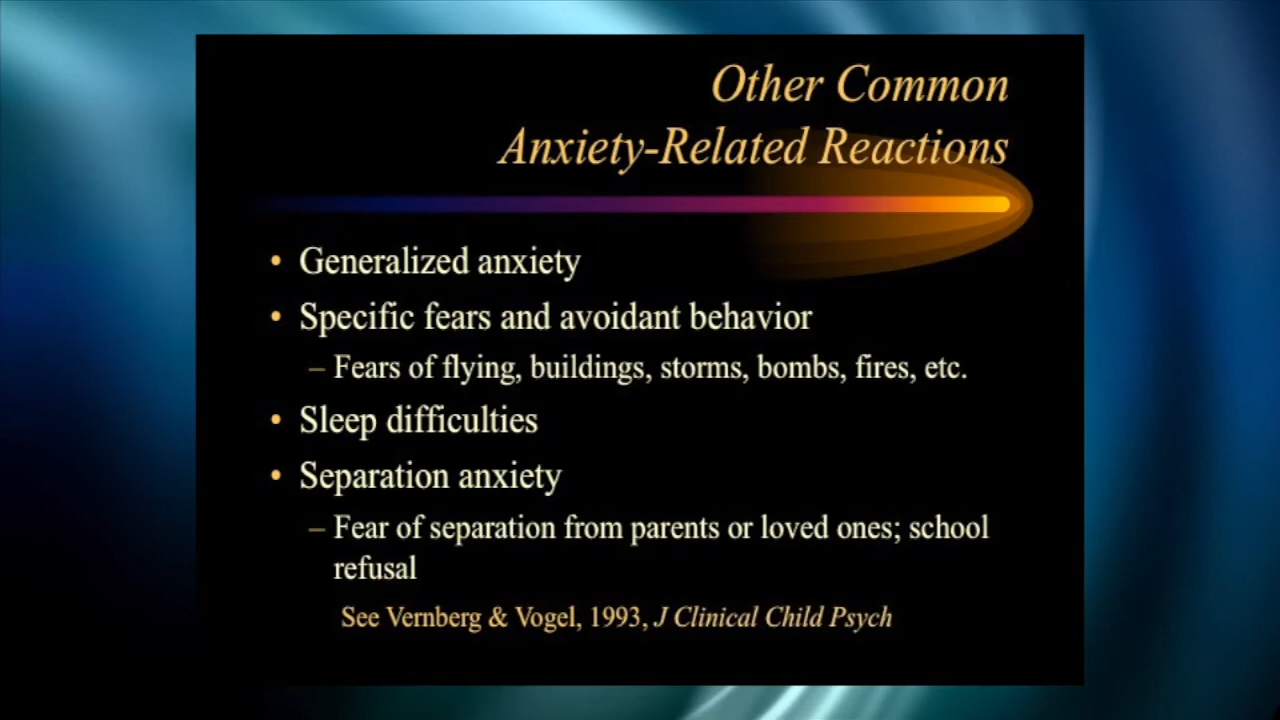 Other Common
Anxiety-Related Reactions
• Generalized anxiety
• Specific fears and avoidant behavior
– Fears of flying, buildings, storms, bombs, fires, etc.
• Sleep difficulties
• Separation anxiety
– Fear of separation from parents or loved ones; school
refusal
See Vernberg & Vogel, 1993, J Clinical Child Psych